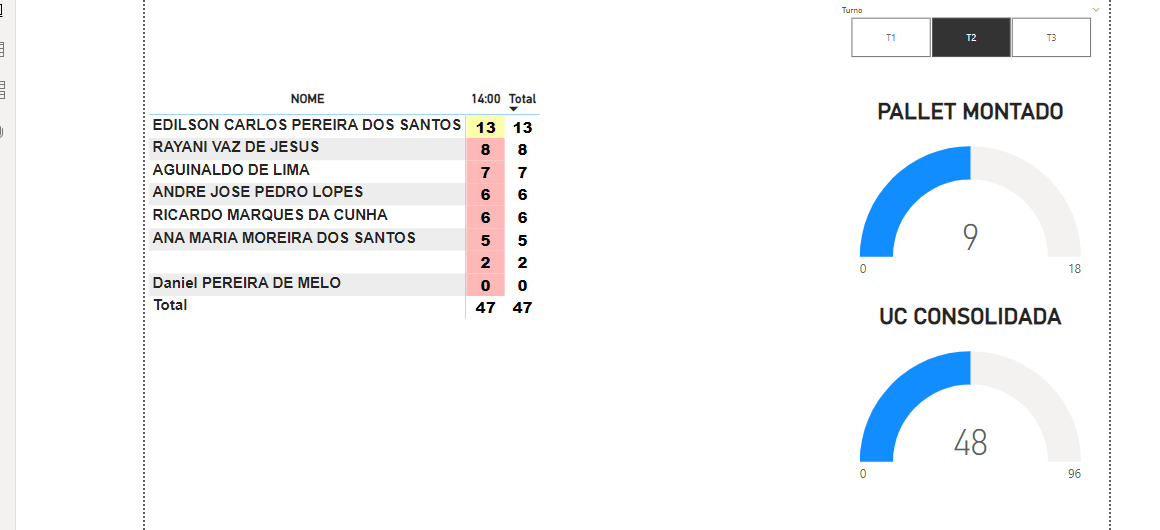 Turno
T1 T2 T3
NOME 14:00 Total
EDILSON CARLOS PEREIRA DOS SANTOS 13 13
RAYANI VAZ DE JESUS 8 8
AGUINALDO DE LIMA 7 7
ANDRE JOSE PEDRO LOPES 6 6
RICARDO MARQUES DA CUNHA 6 6
ANA MARIA MOREIRA DOS SANTOS 5 5
2 2
Daniel PEREIRA DE MELO 0 0
Total 47 47
PALLET MONTADO
9
0 18
UC CONSOLIDADA
48
0 96